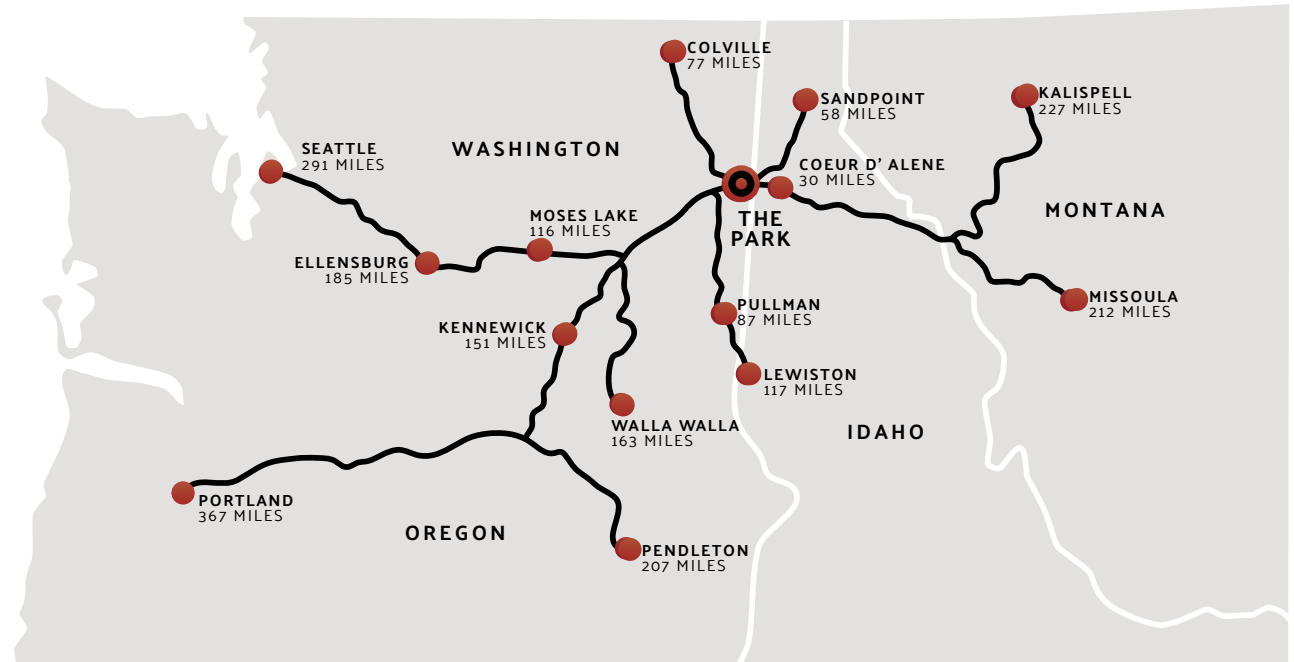 COLVILLE
77 MILES
SANDPOINT
58 MILES
KALISPELL
227 MILES
SEATTLE
291 MILES
WASHINGTON
COEUR D' ALENE
30 MILES
MONTANA
MOSES LAKE
116 MILES
THE
PARK
ELLENSBURG
185 MILES
MISSOULA
212 MILES
PULLMAN
87 MILES
KENNEWICK
151 MILES
LEWISTON
117 MILES
WALLA WALLA
163 MILES
IDAHO
PORTLAND
367 MILES
OREGON
PENDLETON
207 MILES